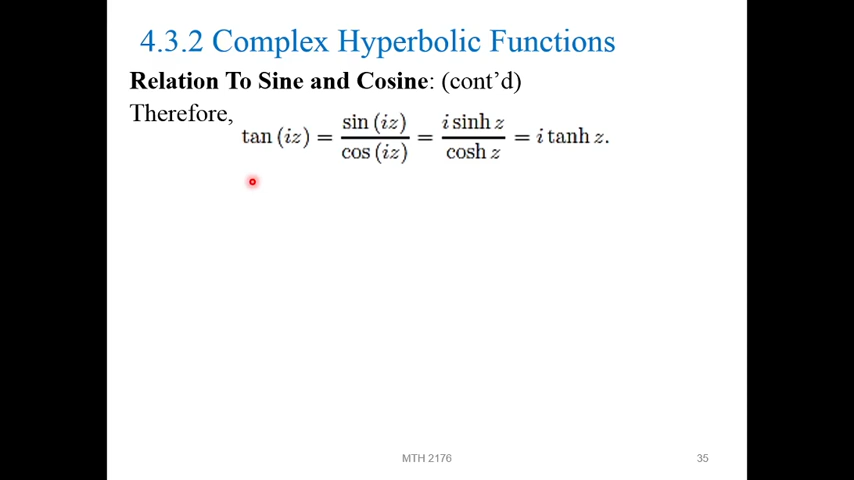 4.3.2 Complex Hyperbolic Functions
Relation To Sine and Cosine: (cont’d)
Therefore,
tan (iz) = sin (iz) / cos (iz) = i sinh z / cosh z = i tanh z.
MTH 2176
35